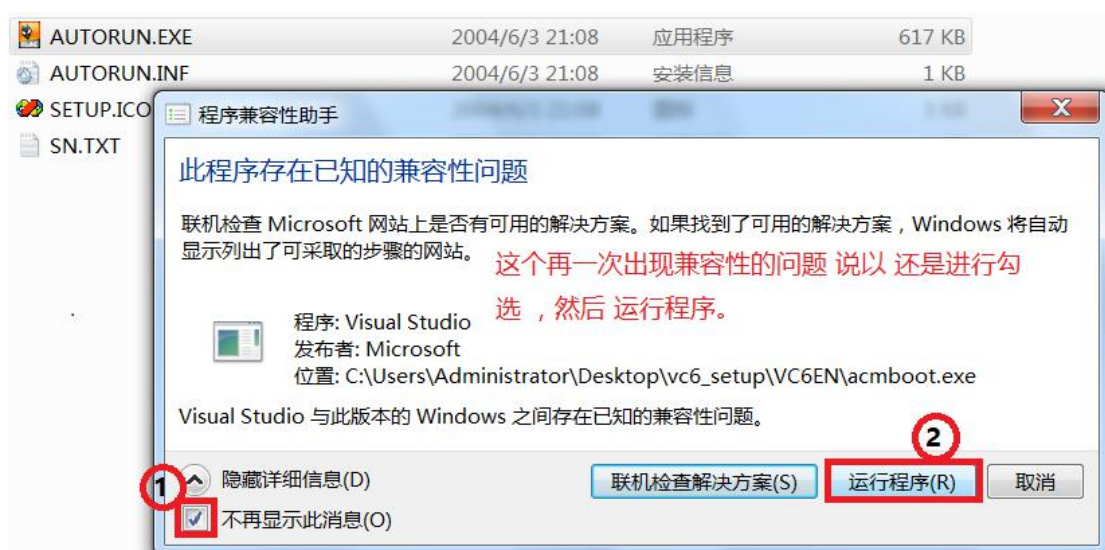 AUTORUN.EXE 2004/6/3 21:08 应用程序 617 KB
AUTORUN.INF 2004/6/3 21:08 安装信息 1 KB
SETUP.ICO
SN.TXT
程序兼容性助手
X
此程序存在已知的兼容性问题
联机检查 Microsoft 网站上是否有可用的解决方案。如果找到了可用的解决方案，Windows 将自动
显示列出了可采取的步骤的网站。
这个再一次出现兼容性的问题 说以 还是进行勾
选 ，然后 运行程序。
程序: Visual Studio
发布者: Microsoft
位置: C:\Users\Administrator\Desktop\vc6_setup\VC6EN\acmboot.exe
Visual Studio 与此版本的 Windows 之间存在已知的兼容性问题。
2
1
隐藏详细信息(D)
联机检查解决方案(S) 运行程序(R) 取消
不再显示此消息(O)